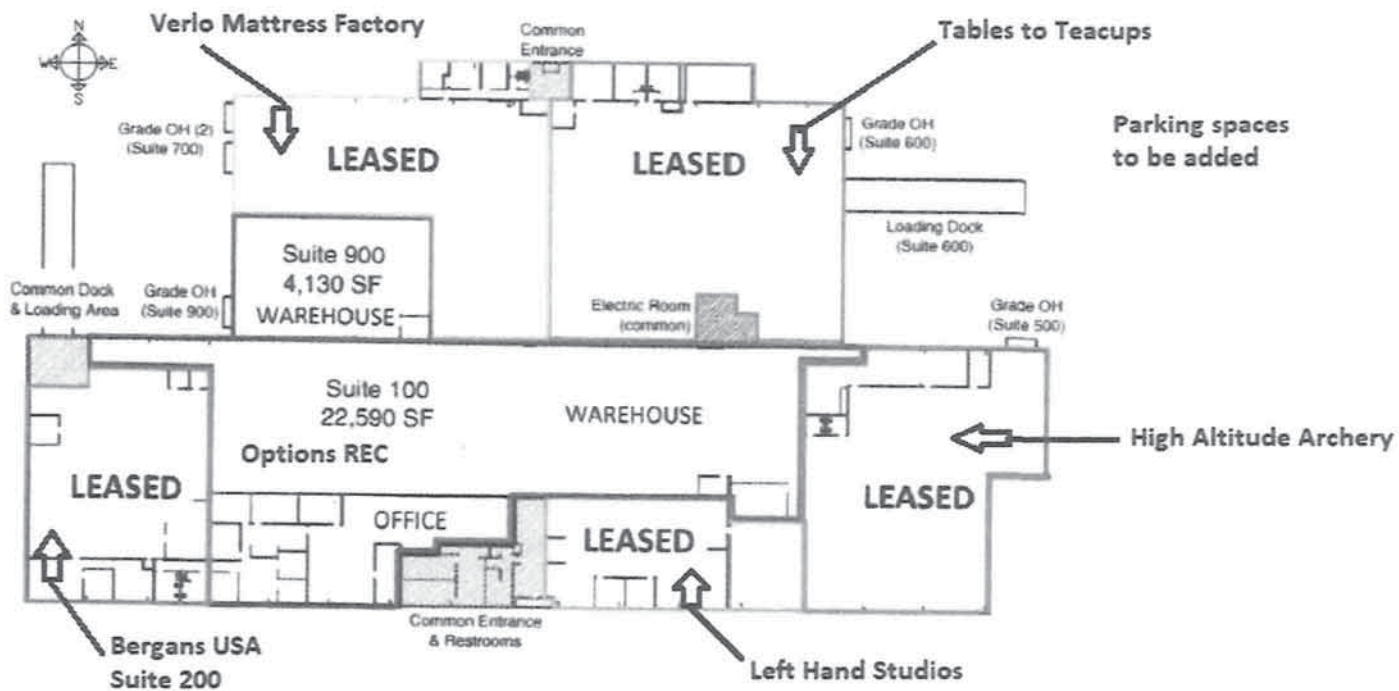 Verlo Mattress Factory
Common
Entrance
Tables to Teacups
N
W E
S
Grade OH (2)
(Suite 700)
LEASED
LEASED
Grade OH
(Suite 600)
Parking spaces
to be added
Loading Dock
(Suite 600)
Suite 900
4,130 SF
WAREHOUSE
Common Dock
& Loading Area
Grade OH
(Suite 900)
Electric Room
(common)
Grade OH
(Suite 500)
Suite 100
22,590 SF
WAREHOUSE
Options REC
High Altitude Archery
LEASED
LEASED
OFFICE
LEASED
Common Entrance
& Restrooms
Bergans USA
Suite 200
Left Hand Studios